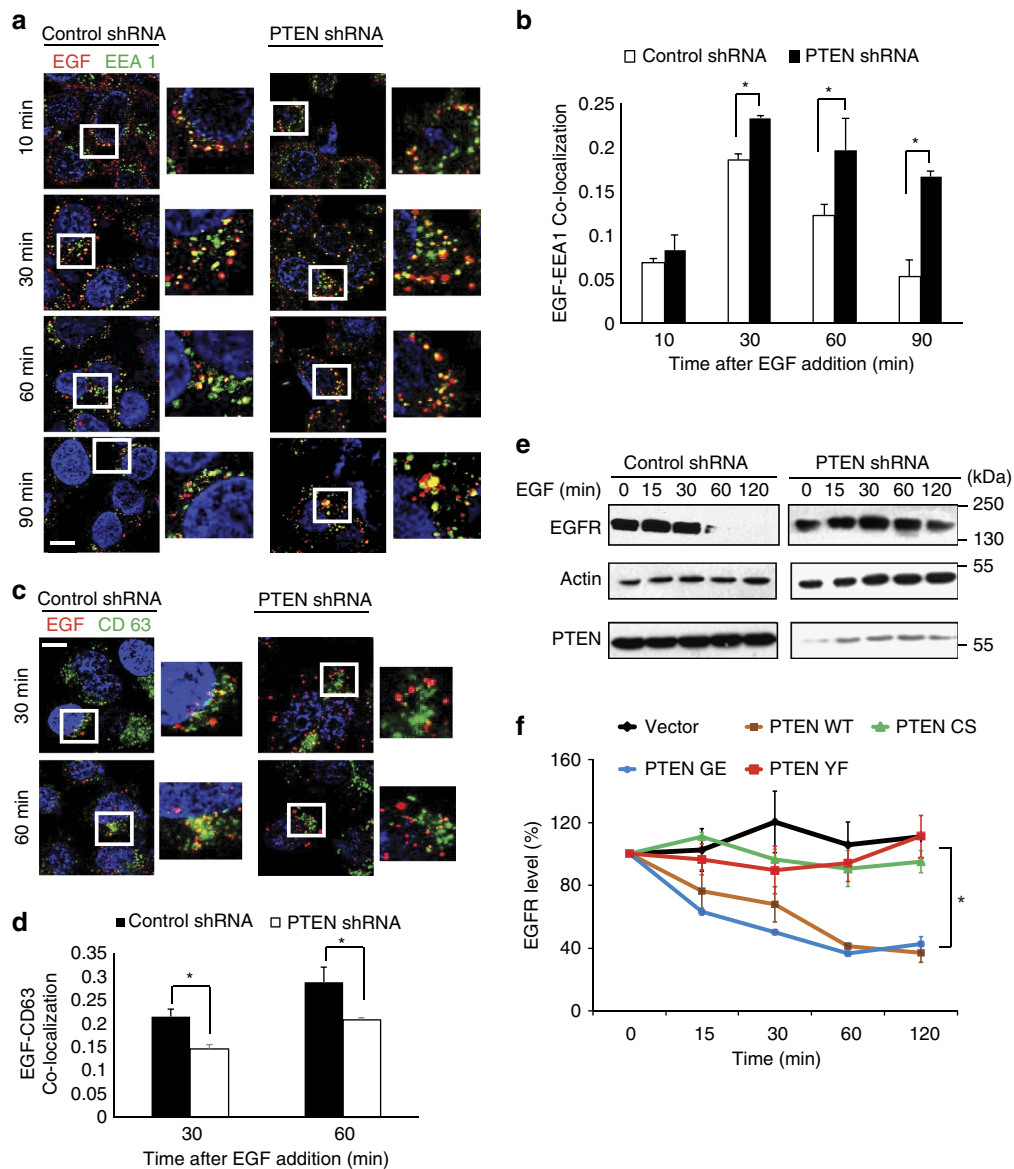 a
Control shRNA
PTEN shRNA
EGF EEA 1
10 min
30 min
60 min
90 min
b
Control shRNA PTEN shRNA
EGF-EEA1 Co-localization
0.25
0.2
0.15
0.1
0.05
0
* * *
10 30 60 90
Time after EGF addition (min)
c
Control shRNA
PTEN shRNA
EGF CD 63
30 min
60 min
d
Control shRNA PTEN shRNA
EGF-CD63
Co-localization
0.35
0.3
0.25
0.2
0.15
0.1
0.05
0
* *
30 60
Time after EGF addition (min)
e
Control shRNA PTEN shRNA
(kDa)
EGF (min) 0 15 30 60 120 0 15 30 60 120
EGFR
250
130
Actin
55
PTEN
55
f
Vector PTEN WT PTEN CS
PTEN GE PTEN YF
EGFR level (%)
160
120
80
40
0
*
0 15 30 60 120
Time (min)